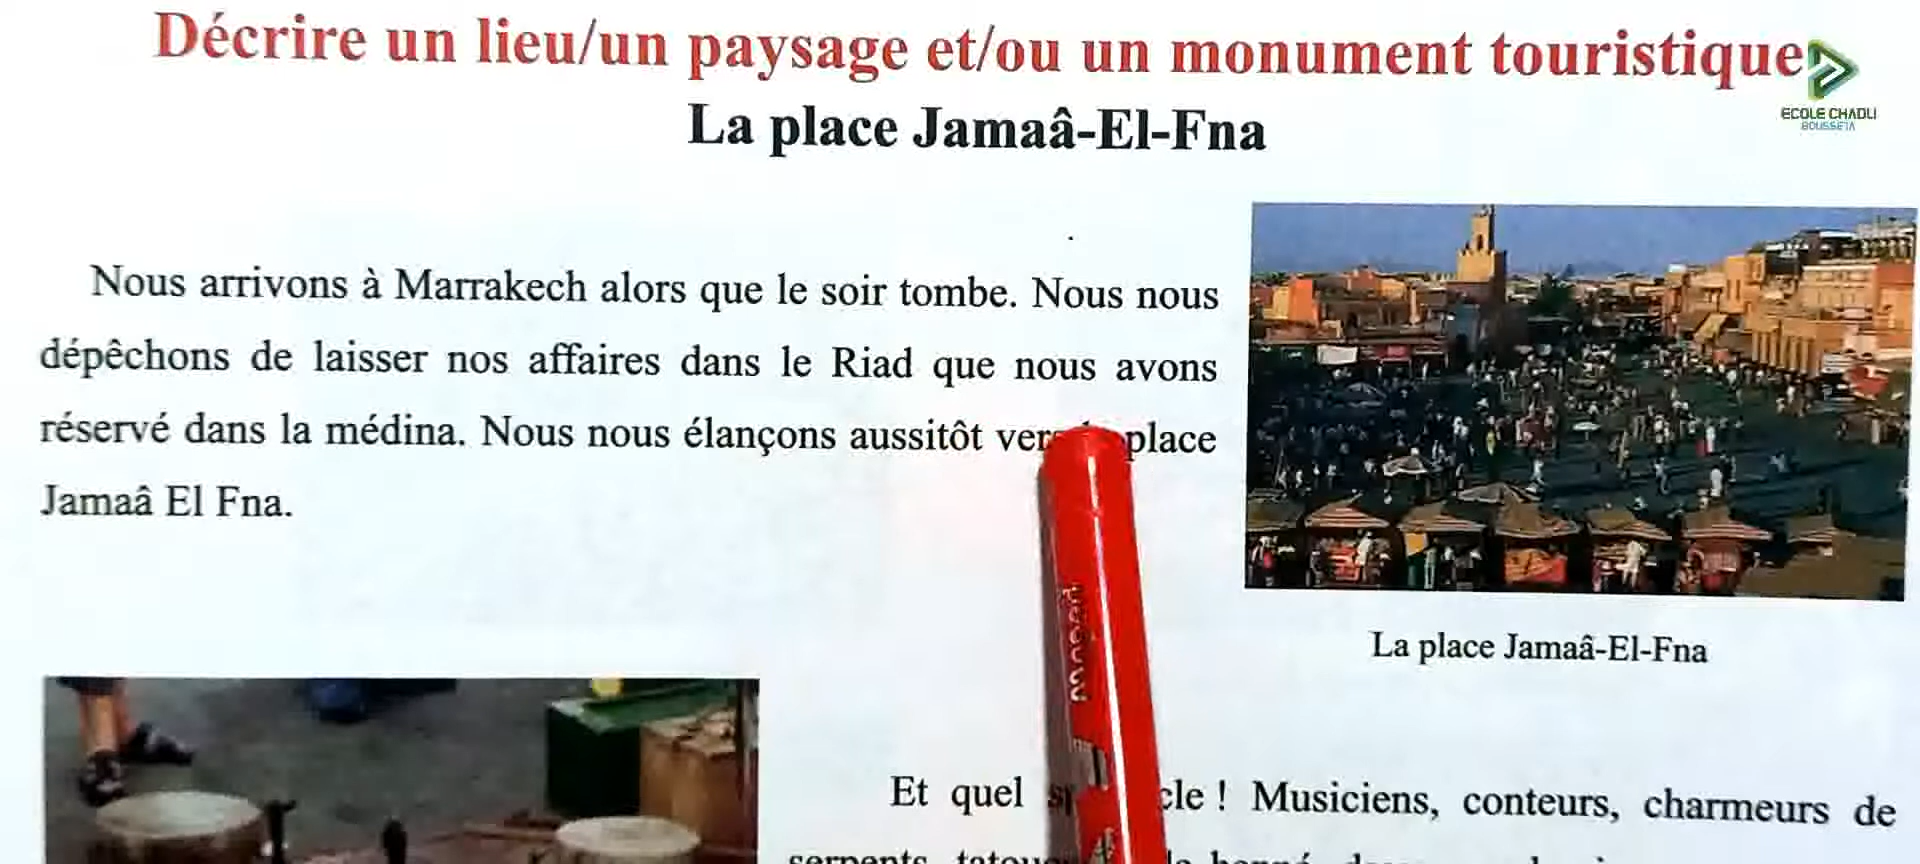 Décrire un lieu/un paysage et/ou un monument touristique
ECOLE CHADLI
BOUSSETA
La place Jamaâ-El-Fna
Nous arrivons à Marrakech alors que le soir tombe. Nous nous
dépêchons de laisser nos affaires dans le Riad que nous avons
réservé dans la médina. Nous nous élançons aussitôt vers place
Jamaâ El Fna.
La place Jamaâ-El-Fna
Et quel ! Musiciens, conteurs, charmeurs de
serpents